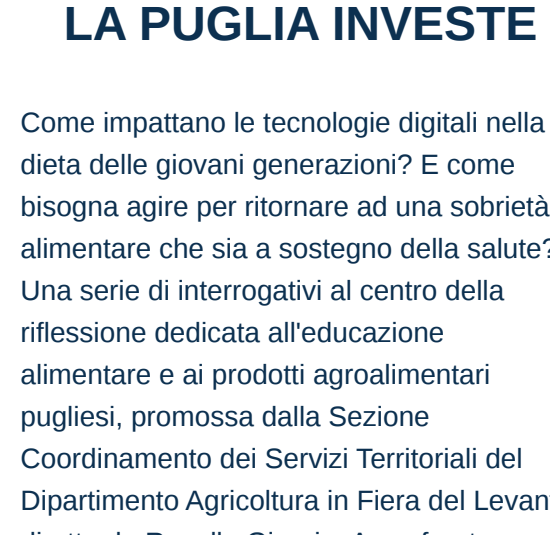 LA PUGLIA INVESTE
Come impattano le tecnologie digitali nella
dieta delle giovani generazioni? E come
bisogna agire per ritornare ad una sobrietà
alimentare che sia a sostegno della salute?
Una serie di interrogativi al centro della
riflessione dedicata all'educazione
alimentare e ai prodotti agroalimentari
pugliesi, promossa dalla Sezione
Coordinamento dei Servizi Territoriali del
Dipartimento Agricoltura in Fiera del